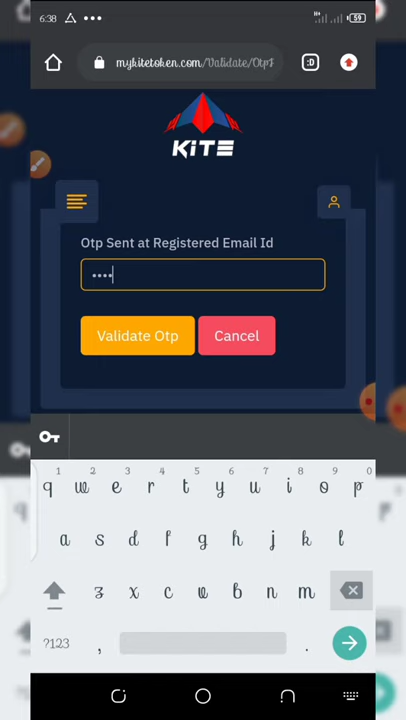 6:38
59
mykitetoken.com/Validate/OtpF
:D
KITE
Otp Sent at Registered Email Id
••••
Validate Otp
Cancel
1 2 3 4 5 6 7 8 9 0
q w e r t y u i o p
a s d f g h j k l
z x c v b n m
?123 , .